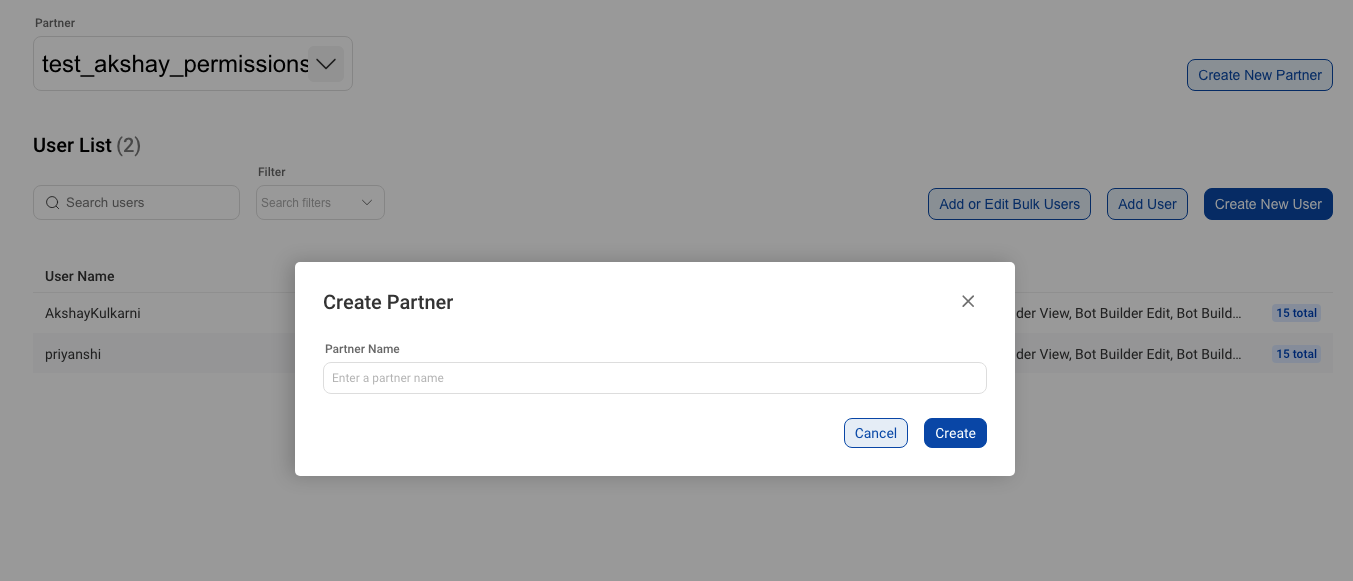 Partner
test_akshay_permissions
Create New Partner
User List (2)
Filter
Search users
Search filters
Add or Edit Bulk Users
Add User
Create New User
User Name
AkshayKulkarni
der View, Bot Builder Edit, Bot Build...
15 total
priyanshi
der View, Bot Builder Edit, Bot Build...
15 total
Create Partner
Partner Name
Enter a partner name
Cancel
Create